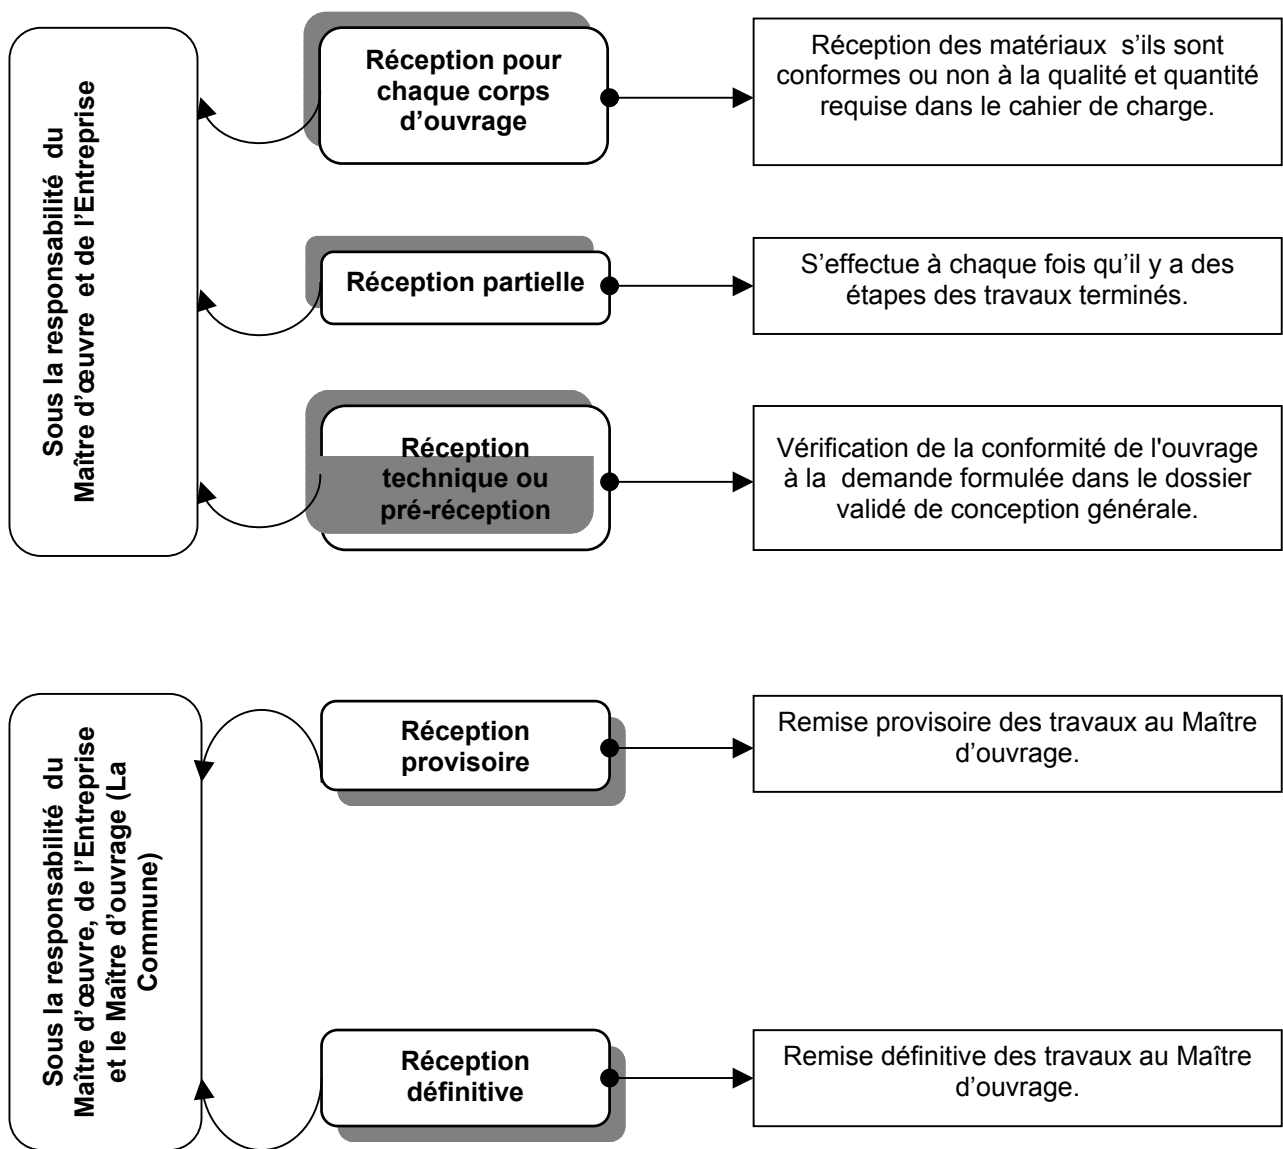 Sous la responsabilité du
Maître d’œuvre et de l’Entreprise
Réception pour
chaque corps
d’ouvrage
Réception des matériaux s’ils sont
conformes ou non à la qualité et quantité
requise dans le cahier de charge.
Réception partielle
S’effectue à chaque fois qu’il y a des
étapes des travaux terminés.
Réception
technique ou
pré-réception
Vérification de la conformité de l'ouvrage
à la demande formulée dans le dossier
validé de conception générale.
Sous la responsabilité du
Maître d’œuvre, de l’Entreprise
et le Maître d’ouvrage (La
Commune)
Réception
provisoire
Remise provisoire des travaux au Maître
d’ouvrage.
Réception
définitive
Remise définitive des travaux au Maître
d’ouvrage.